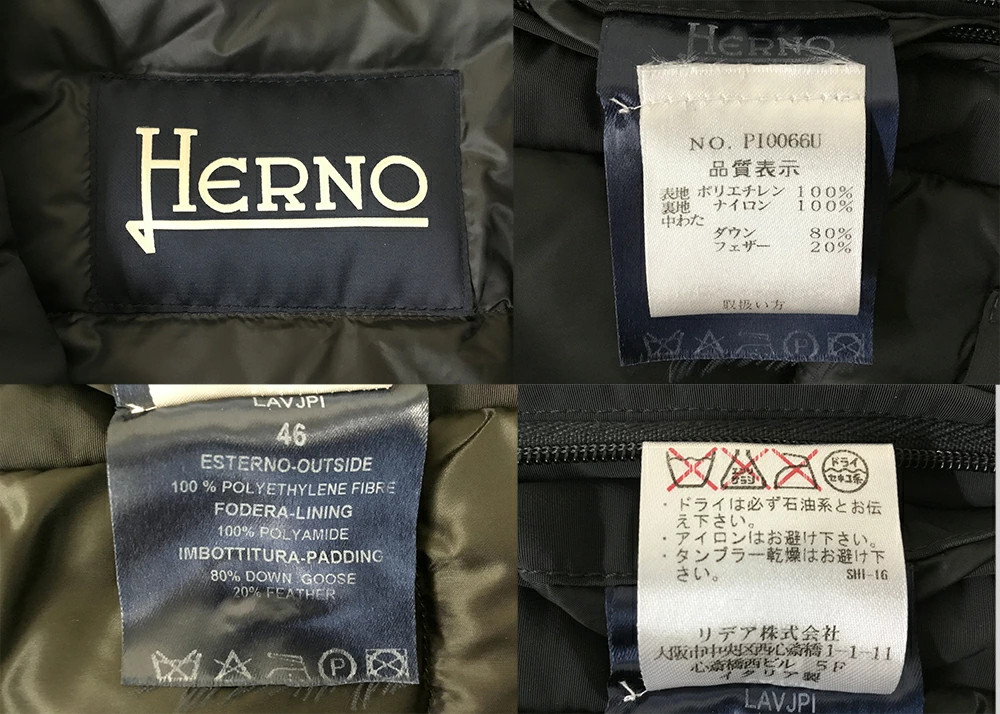 HERNO
HERNO
NO. PI0066U
品質表示
表地 ポリエチレン 100%
裏地 ナイロン 100%
中わた
ダウン 80%
フェザー 20%
取扱い方
LAVJPI
46
ESTERNO-OUTSIDE
100 % POLYETHYLENE FIBRE
FODERA-LINING
100% POLYAMIDE
IMBOTTITURA-PADDING
80% DOWN GOOSE
20% FEATHER
P
エンソ
サラシ
ドライ
セキユ系
・ドライは必ず石油系とお伝
え下さい。
・アイロンはお避け下さい。
・タンブラー乾燥はお避け下
さい。
SHI-16
リデア株式会社
大阪市中央区西心斎橋1-1-11
心斎橋西ビル 5F
イタリア製
LAVJPI